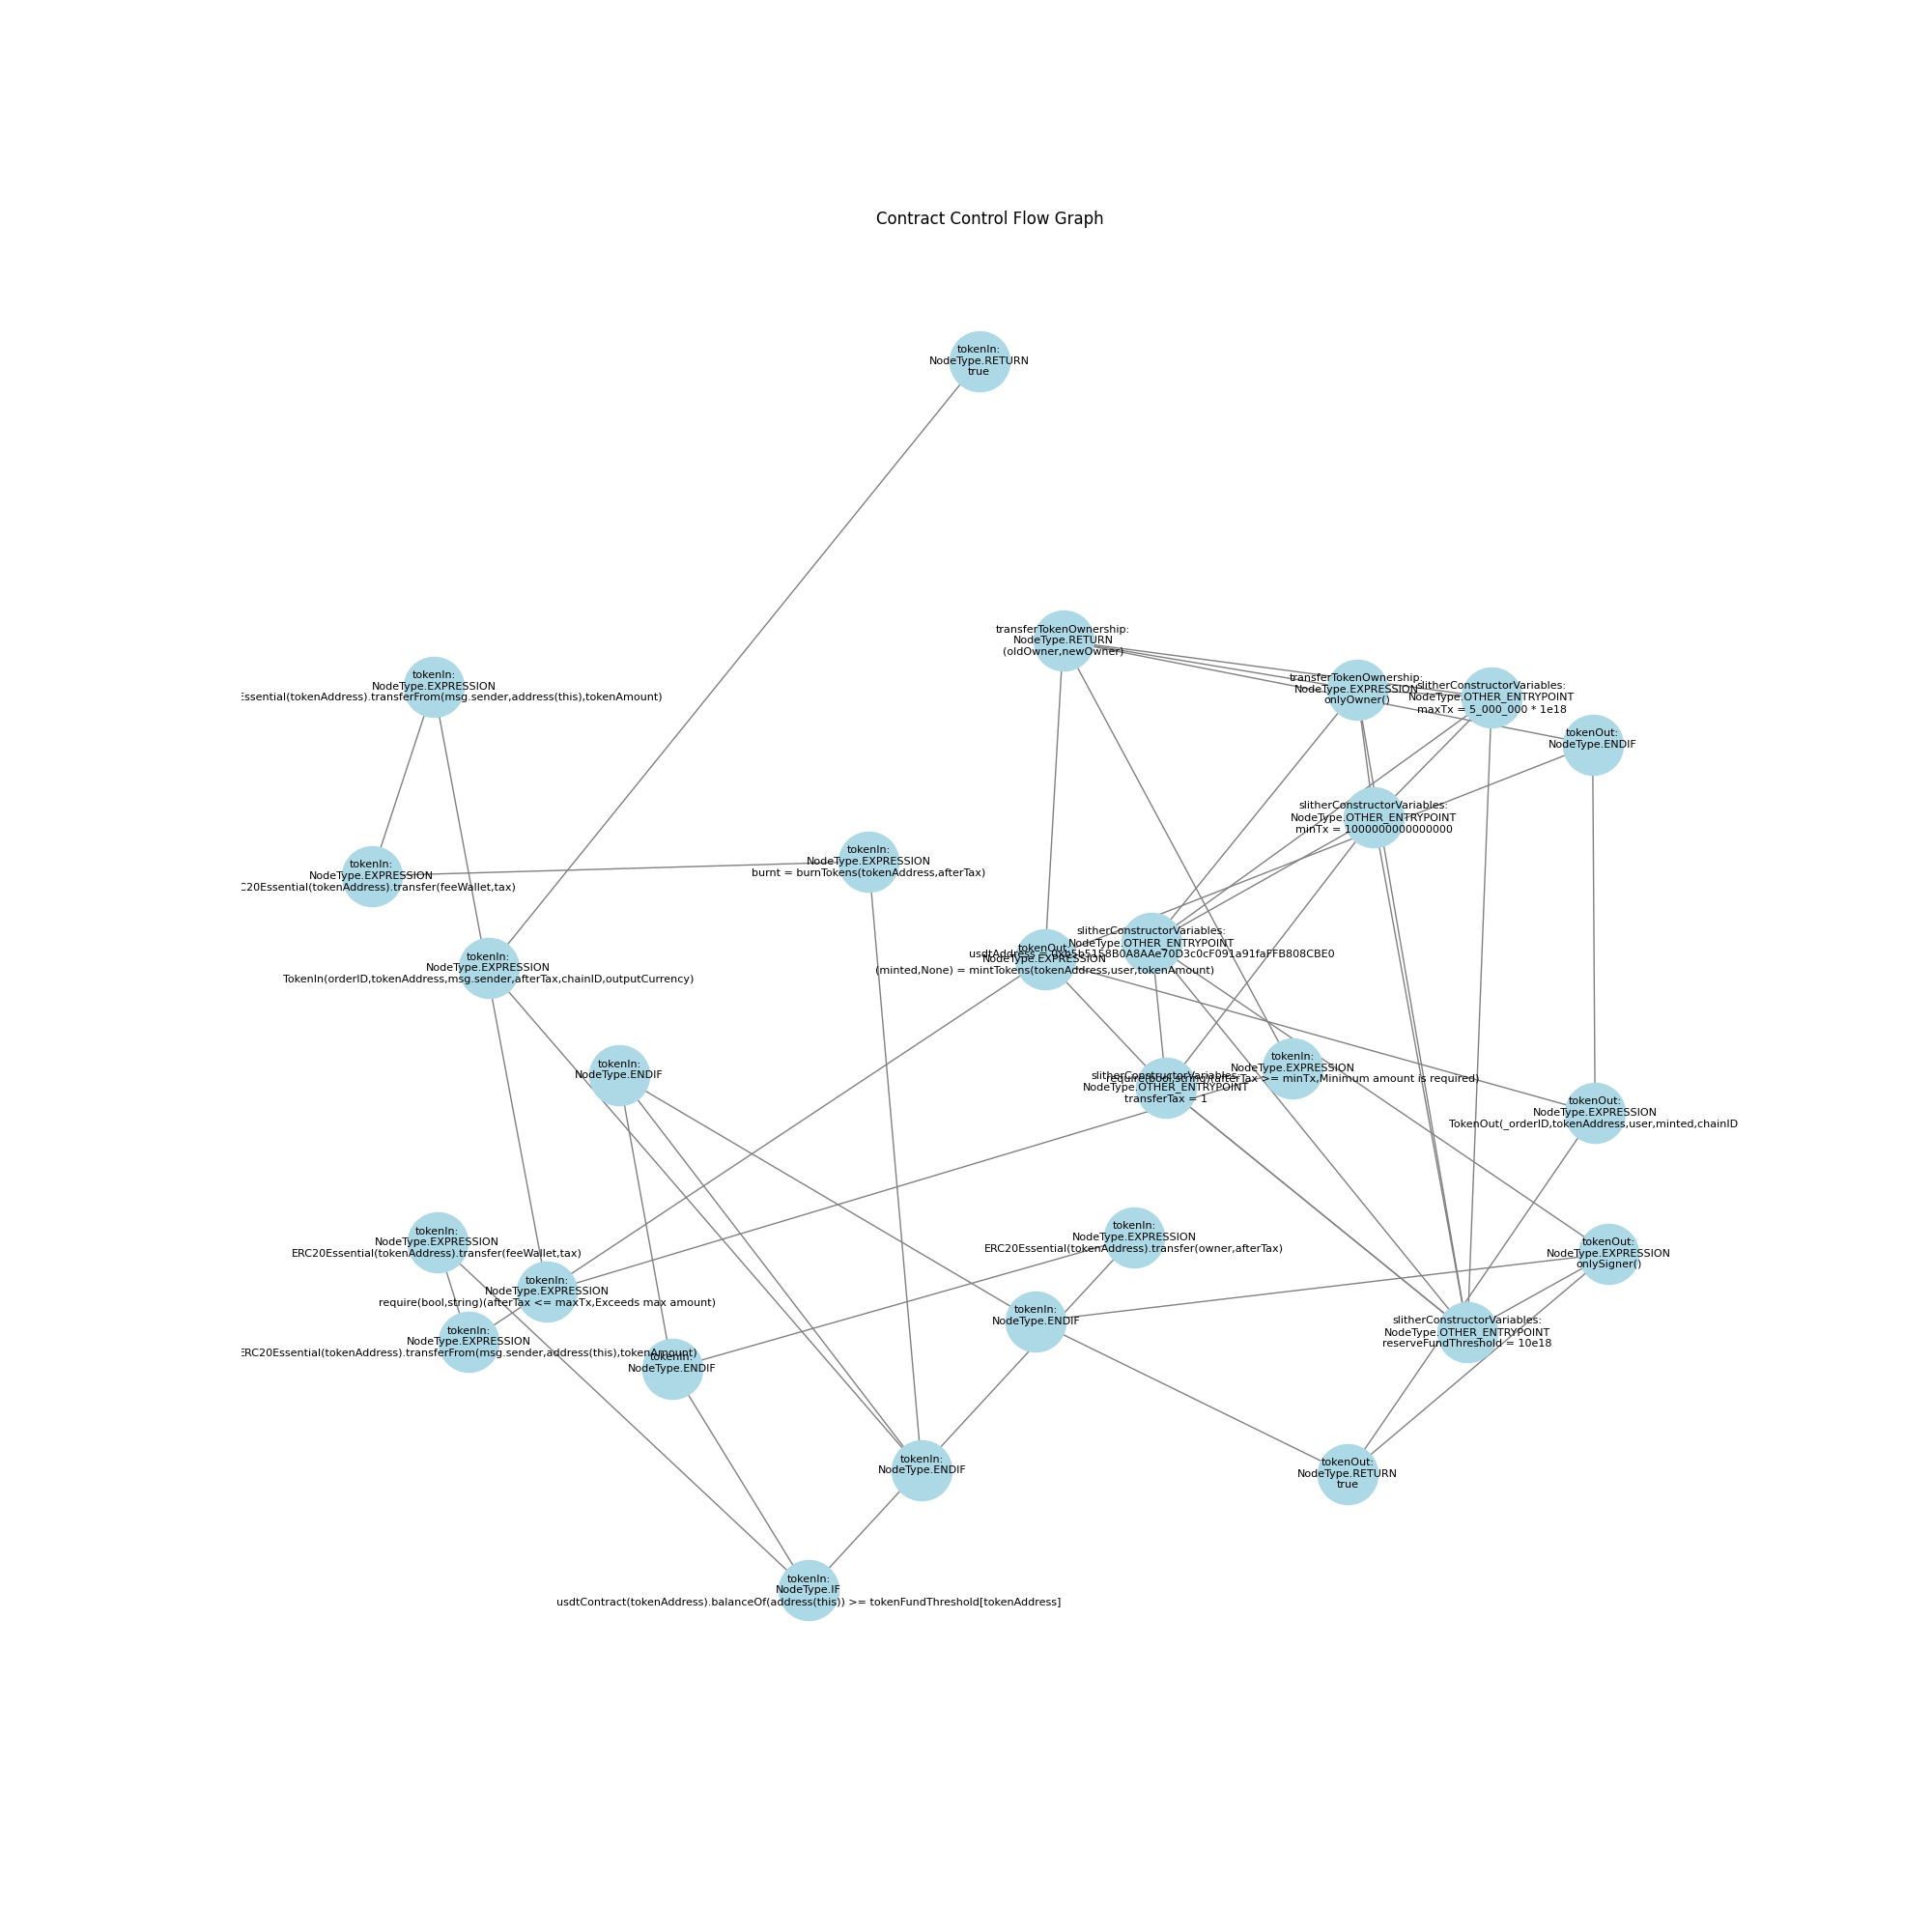 Contract Control Flow Graph
tokenIn:
NodeType.RETURN
true
transferTokenOwnership:
NodeType.RETURN
(oldOwner,newOwner)
tokenIn:
NodeType.EXPRESSION
Essential(tokenAddress).transferFrom(msg.sender,address(this),tokenAmount)
transferTokenOwnership:
NodeType.EXPRESSION
onlyOwner()
slitherConstructorVariables:
NodeType.OTHER_ENTRYPOINT
maxTx = 5_000_000 * 1e18
tokenOut:
NodeType.ENDIF
slitherConstructorVariables:
NodeType.OTHER_ENTRYPOINT
minTx = 1000000000000000
tokenIn:
NodeType.EXPRESSION
burnt = burnTokens(tokenAddress,afterTax)
tokenIn:
NodeType.EXPRESSION
C20Essential(tokenAddress).transfer(feeWallet,tax)
slitherConstructorVariables:
NodeType.OTHER_ENTRYPOINT
usdtAddress = 0xb5b5158B0A8AAe70D3c0cF091a91faFFB808CBE0
tokenOut:
NodeType.EXPRESSION
(minted,None) = mintTokens(tokenAddress,user,tokenAmount)
tokenIn:
NodeType.EXPRESSION
TokenIn(orderID,tokenAddress,msg.sender,afterTax,chainID,outputCurrency)
tokenIn:
NodeType.EXPRESSION
require(bool,string)(afterTax >= minTx,Minimum amount is required)
tokenIn:
NodeType.ENDIF
slitherConstructorVariables:
NodeType.OTHER_ENTRYPOINT
transferTax = 1
tokenOut:
NodeType.EXPRESSION
TokenOut(_orderID,tokenAddress,user,minted,chainID
tokenIn:
NodeType.EXPRESSION
ERC20Essential(tokenAddress).transfer(feeWallet,tax)
tokenIn:
NodeType.EXPRESSION
ERC20Essential(tokenAddress).transfer(owner,afterTax)
tokenOut:
NodeType.EXPRESSION
onlySigner()
tokenIn:
NodeType.EXPRESSION
require(bool,string)(afterTax <= maxTx,Exceeds max amount)
tokenIn:
NodeType.ENDIF
slitherConstructorVariables:
NodeType.OTHER_ENTRYPOINT
reserveFundThreshold = 10e18
tokenIn:
NodeType.EXPRESSION
ERC20Essential(tokenAddress).transferFrom(msg.sender,address(this),tokenAmount)
tokenIn:
NodeType.ENDIF
tokenIn:
NodeType.ENDIF
tokenOut:
NodeType.RETURN
true
tokenIn:
NodeType.IF
usdtContract(tokenAddress).balanceOf(address(this)) >= tokenFundThreshold[tokenAddress]